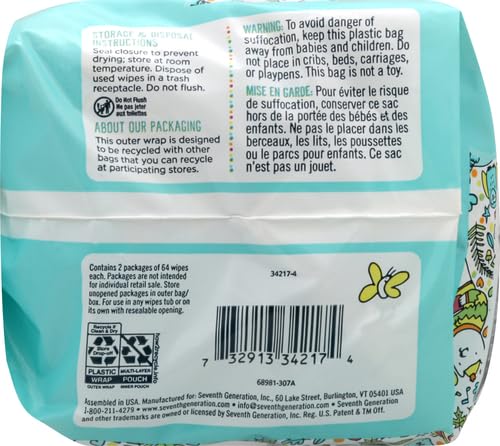 STORAGE & DISPOSAL
INSTRUCTIONS
Seal closure to prevent
drying; store at room
temperature. Dispose of
used wipes in a trash
receptacle. Do not flush.
Do Not Flush
Ne pas jeter
aux toilettes
ABOUT OUR PACKAGING
This outer wrap is designed
to be recycled with other
bags that you can recycle
at participating stores.
WARNING: To avoid danger of
suffocation, keep this plastic bag
away from babies and children. Do
not place in cribs, beds, carriages,
or playpens. This bag is not a toy.
MISE EN GARDE: Pour éviter le risque
de suffocation, conserver ce sac
hors de la portée des bébés et des
enfants. Ne pas le placer dans les
berceaux, les lits, les poussettes
ou le parcs pour enfants. Ce sac
n'est pas un jouet.
Contains 2 packages of 64 wipes
each. Packages are not intended
for individual retail sale. Store
unopened packages in outer bag/
box. For use in any wipes tub or on
its own with resealable opening.
Recycle if
Clean & Dry
Store
Drop-off
PLASTIC
WRAP
OUTER WRAP
MULTI-LAYER
POUCH
INNER POUCH
how2recycle.info
34217-4
7 32913 34217 4
68981-307A
Assembled in USA. Manufactured for: Seventh Generation, Inc., 60 Lake Street, Burlington, VT 05401 USA
1-800-211-4279 • www.seventhgeneration.com • info@seventhgeneration.com • Seventh Generation
and other trademarks are owned or licensed by Seventh Generation, Inc. Reg. U.S. Patent & TM Off.